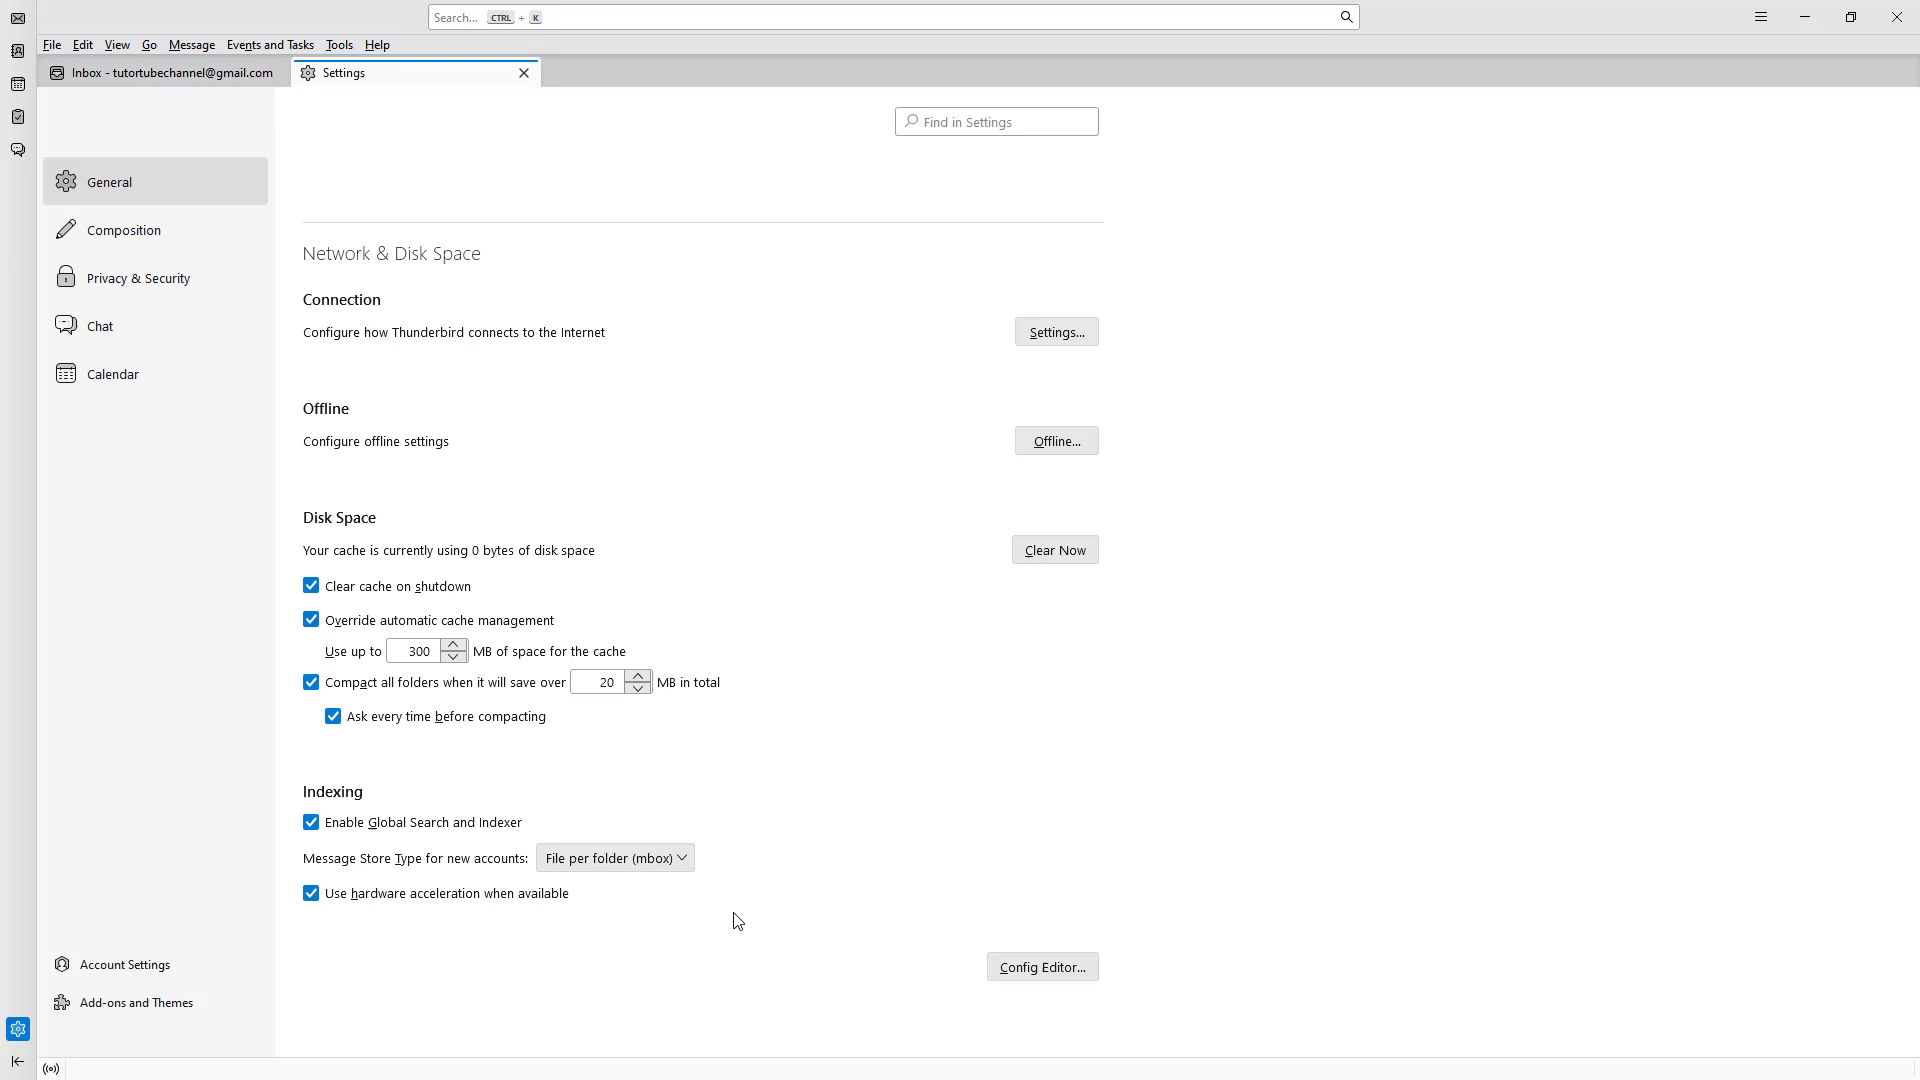 Search... CTRL + K
File Edit View Go Message Events and Tasks Tools Help
Inbox - tutortubechannel@gmail.com
Settings
Find in Settings
General
Composition
Privacy & Security
Chat
Calendar
Account Settings
Add-ons and Themes
Network & Disk Space
Connection
Configure how Thunderbird connects to the Internet
Settings...
Offline
Configure offline settings
Offline...
Disk Space
Your cache is currently using 0 bytes of disk space
Clear Now
Clear cache on shutdown
Override automatic cache management
Use up to 300 MB of space for the cache
Compact all folders when it will save over 20 MB in total
Ask every time before compacting
Indexing
Enable Global Search and Indexer
Message Store Type for new accounts: File per folder (mbox)
Use hardware acceleration when available
Config Editor...